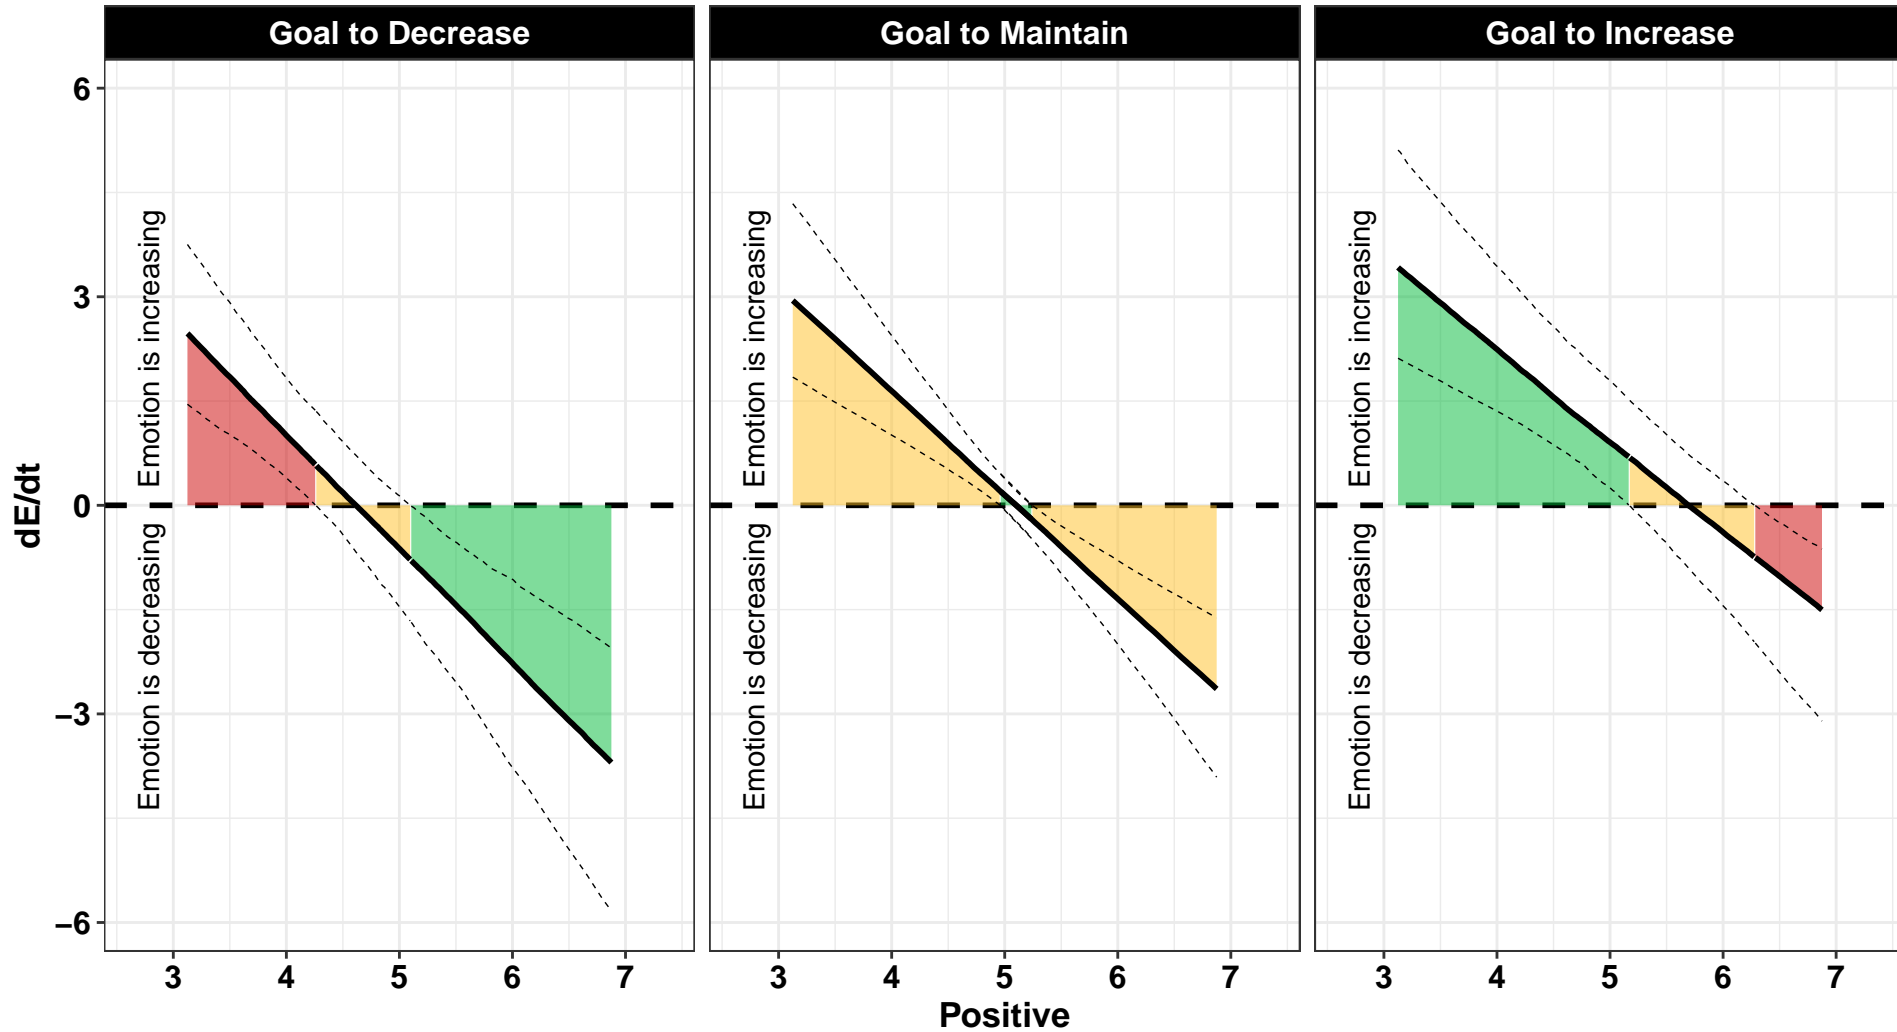 Goal to Decrease
Goal to Maintain
Goal to Increase
dE/dt
6
3
0
−3
−6
Emotion is increasing
Emotion is decreasing
Emotion is increasing
Emotion is decreasing
Emotion is increasing
Emotion is decreasing
3 4 5 6 7
3 4 5 6 7
3 4 5 6 7
Positive